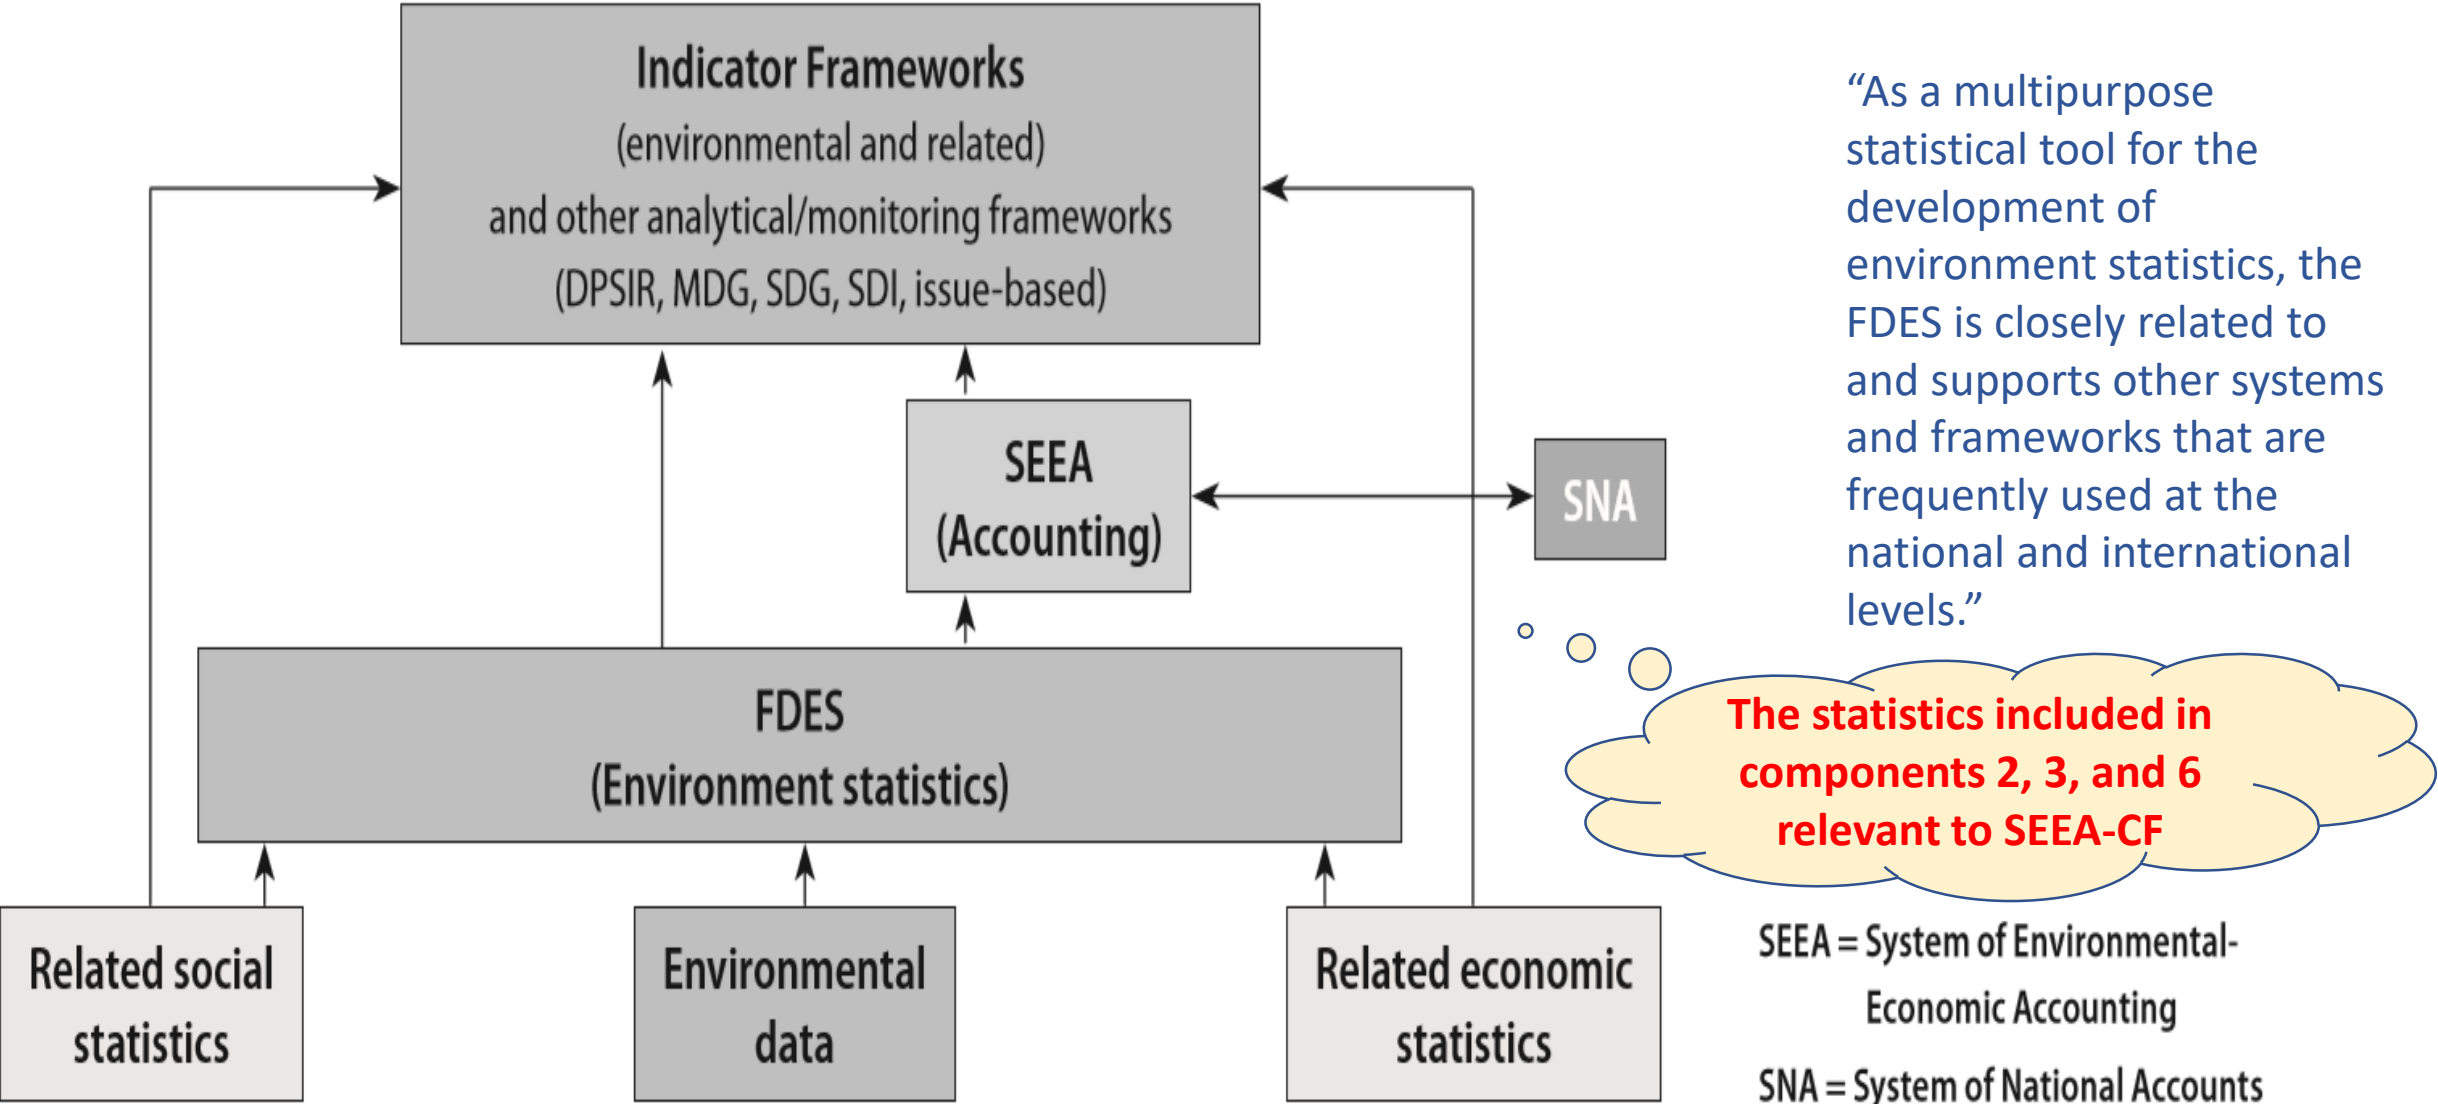 Indicator Frameworks
(environmental and related)
and other analytical/monitoring frameworks
(DPSIR, MDG, SDG, SDI, issue-based)
SEEA
(Accounting)
SNA
FDES
(Environment statistics)
Related social
statistics
Environmental
data
Related economic
statistics
“As a multipurpose
statistical tool for the
development of
environment statistics, the
FDES is closely related to
and supports other systems
and frameworks that are
frequently used at the
national and international
levels.”
The statistics included in
components 2, 3, and 6
relevant to SEEA-CF
SEEA = System of Environmental-
Economic Accounting
SNA = System of National Accounts